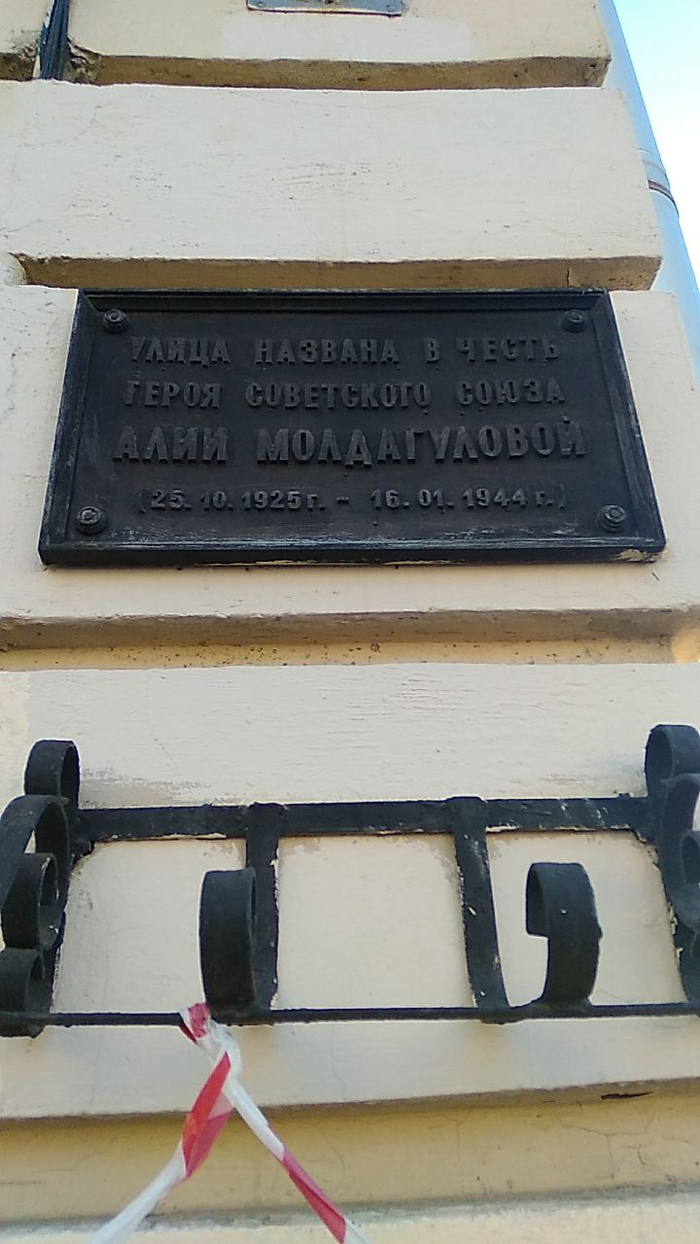 УЛИЦА НАЗВАНА В ЧЕСТЬ
ГЕРОЯ СОВЕТСКОГО СОЮЗА
АЛИИ МОЛДАГУЛОВОЙ
(25.10.1925г. - 16.01.1944г.)